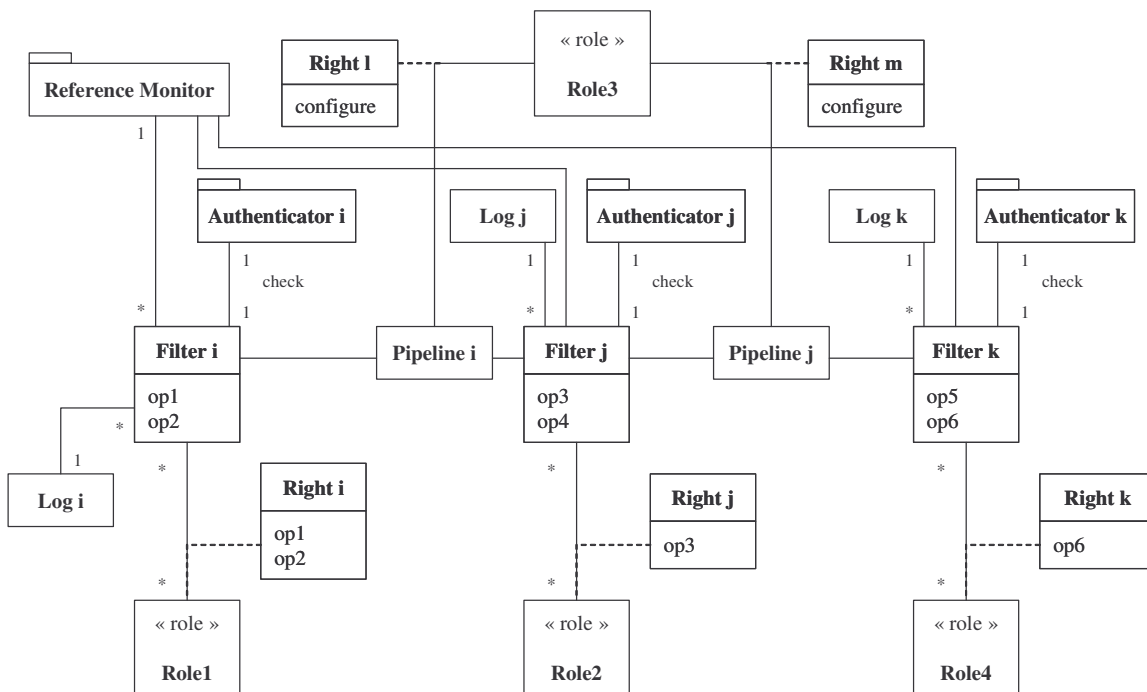 « role »
Role3
Right l
configure
Right m
configure
Reference Monitor
1
Authenticator i
Log j
Authenticator j
Log k
Authenticator k
1
check
1
1
check
1
1
check
*
1
*
1
*
1
Filter i
op1
op2
Pipeline i
Filter j
op3
op4
Pipeline j
Filter k
op5
op6
*
1
Log i
*
*
*
Right i
op1
op2
Right j
op3
Right k
op6
*
*
*
« role »
Role1
« role »
Role2
« role »
Role4